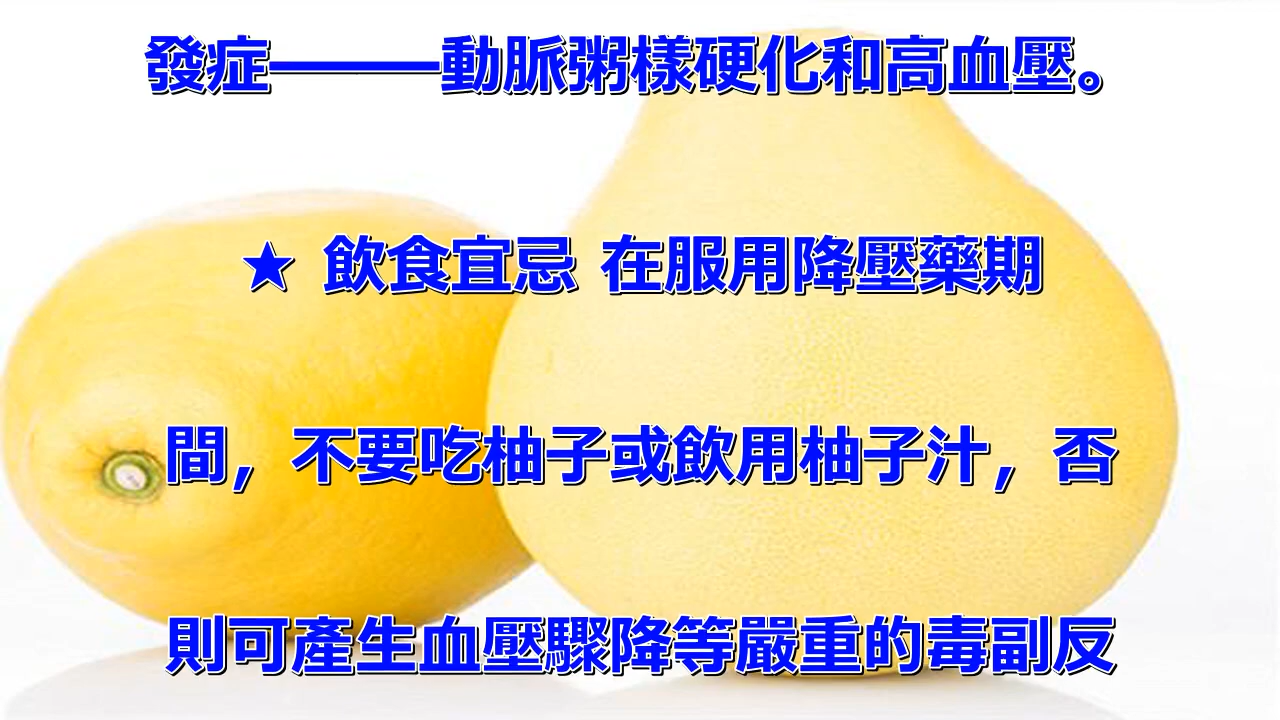 發症———動脈粥樣硬化和高血壓。
★ 飲食宜忌 在服用降壓藥期
間，不要吃柚子或飲用柚子汁，否
則可產生血壓驟降等嚴重的毒副反